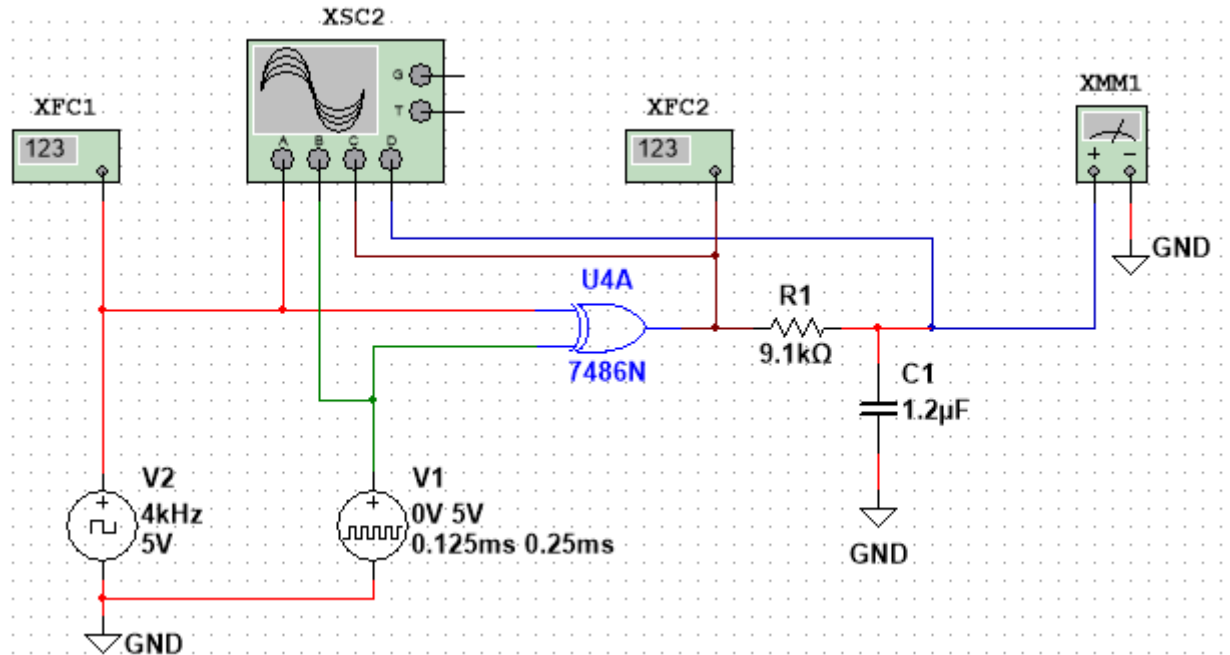 XSC2
XFC1
123
G
T
A B C D
XFC2
123
XMM1
+ −
GND
U4A
7486N
R1
9.1kΩ
C1
1.2µF
GND
V2
+
4kHz
5V
V1
+
0V 5V
0.125ms 0.25ms
GND